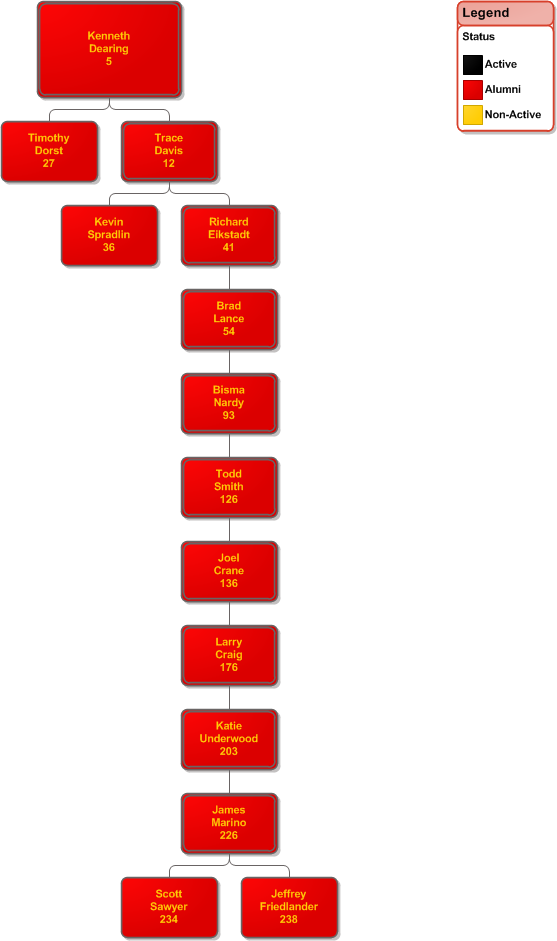 Kenneth
Dearing
5
Legend
Status
Active
Alumni
Non-Active
Timothy
Dorst
27
Trace
Davis
12
Kevin
Spradlin
36
Richard
Eikstadt
41
Brad
Lance
54
Bisma
Nardy
93
Todd
Smith
126
Joel
Crane
136
Larry
Craig
176
Katie
Underwood
203
James
Marino
226
Scott
Sawyer
234
Jeffrey
Friedlander
238